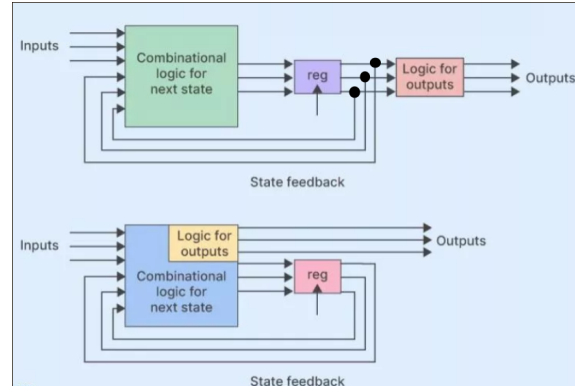 Inputs
Combinational
logic for
next state
reg
Logic for
outputs
Outputs
State feedback
Inputs
Logic for
outputs
Outputs
Combinational
logic for
next state
reg
State feedback